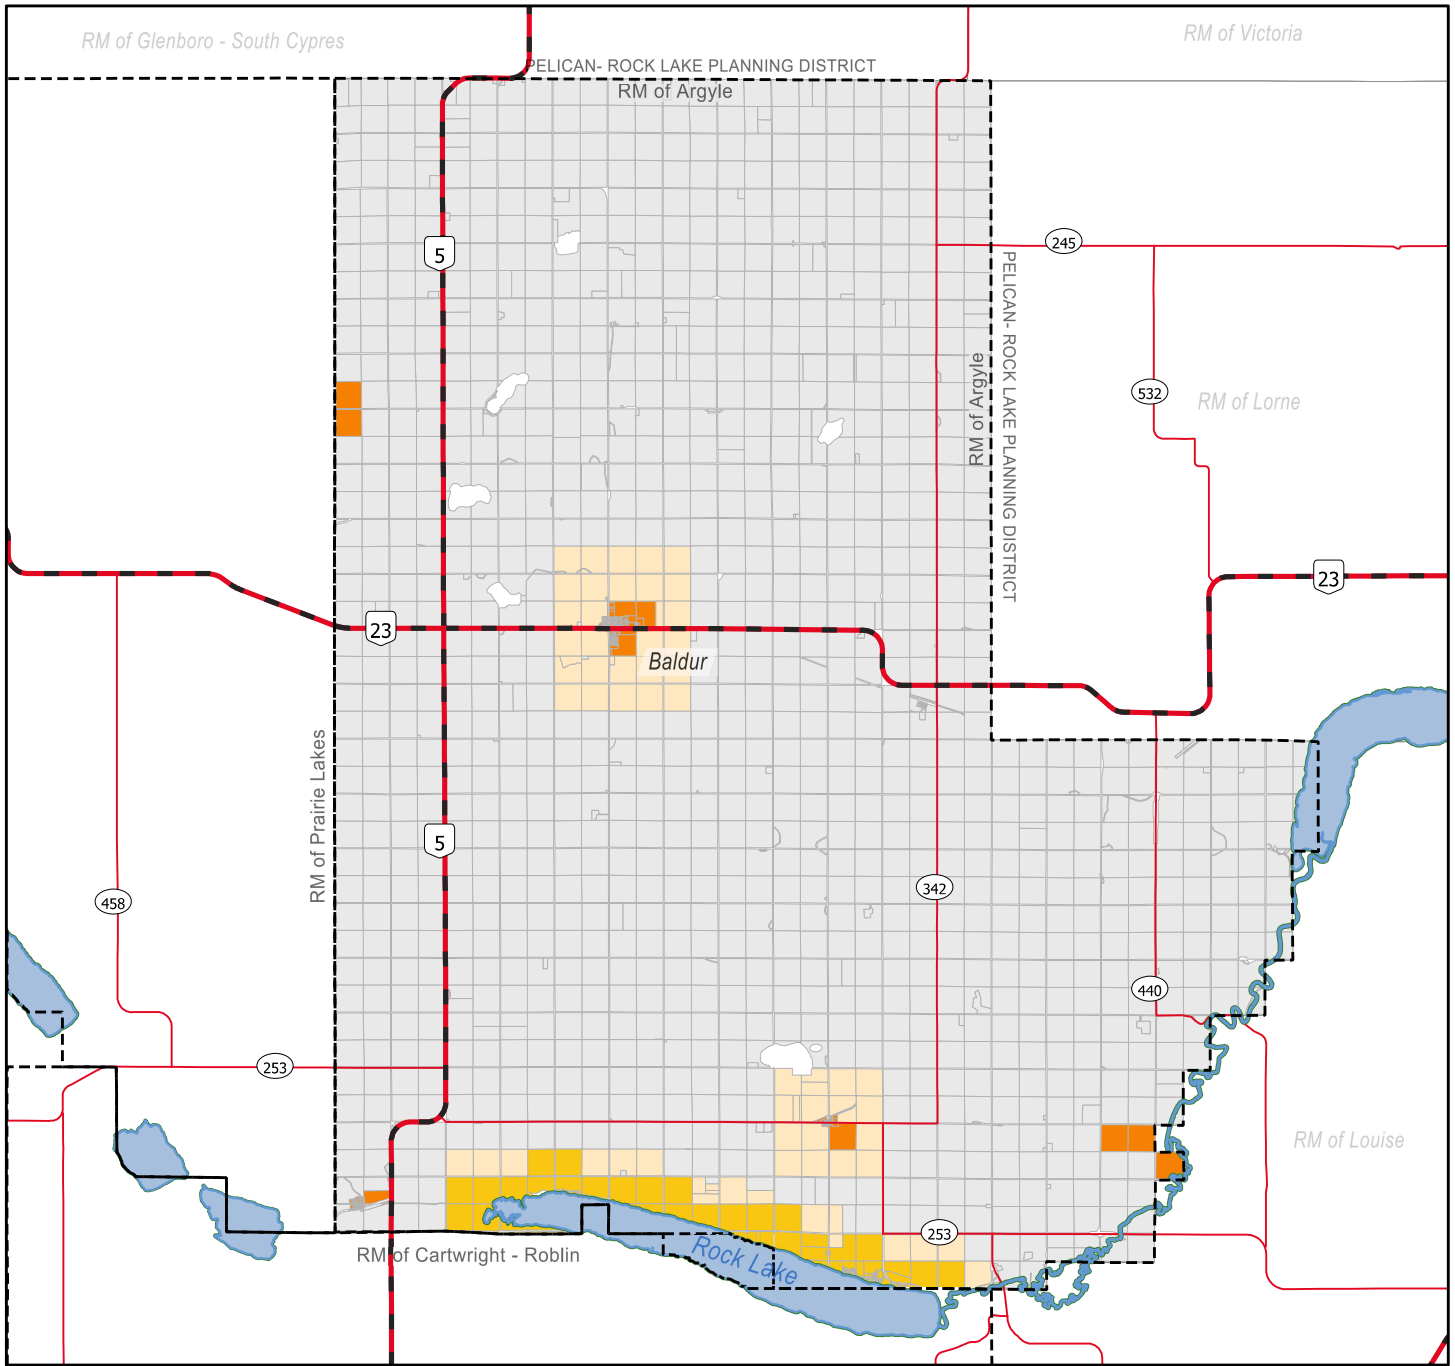 RM of Glenboro - South Cypres
RM of Victoria
PELICAN- ROCK LAKE PLANNING DISTRICT
RM of Argyle
5
245
PELICAN- ROCK LAKE PLANNING DISTRICT
RM of Argyle
532
RM of Lorne
23
23
Baldur
RM of Prairie Lakes
5
342
458
440
253
RM of Louise
253
RM of Cartwright - Roblin
Rock Lake